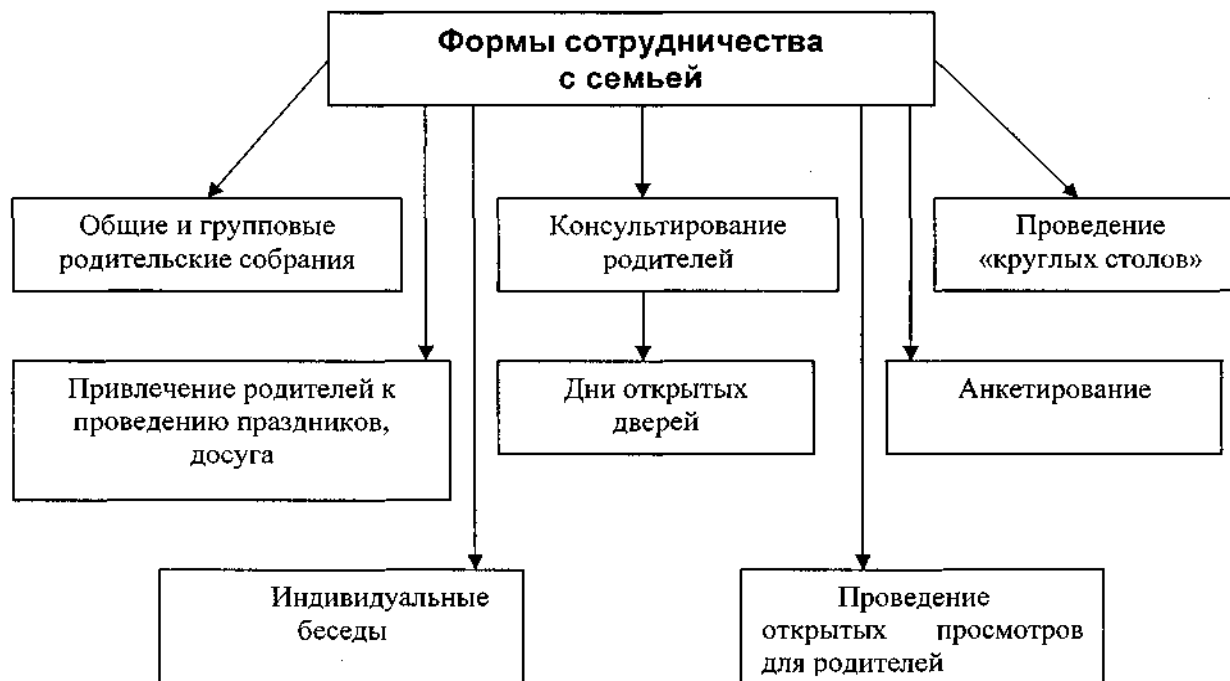 Формы сотрудничества
с семьей
Общие и групповые
родительские собрания
Консультирование
родителей
Проведение
«круглых столов»
Привлечение родителей к
проведению праздников,
досуга
Дни открытых
дверей
Анкетирование
Индивидуальные
беседы
Проведение
открытых просмотров
для родителей